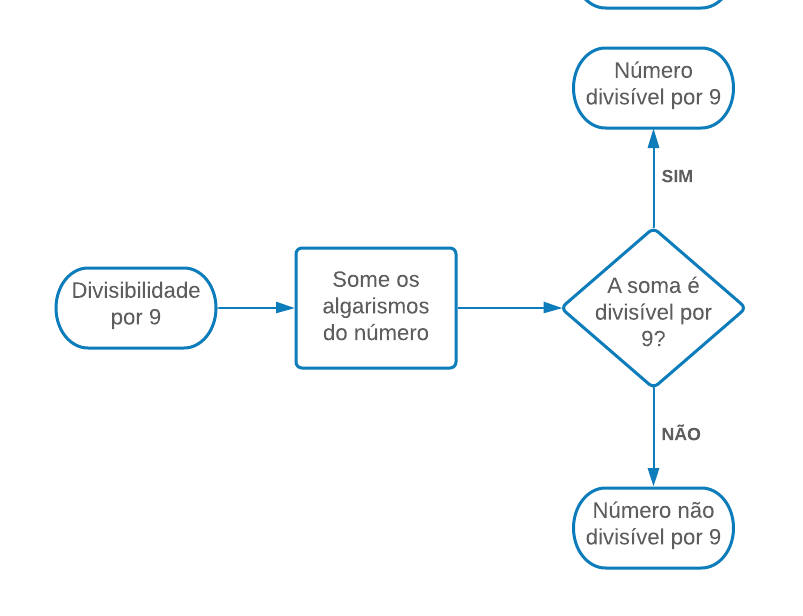 Divisibilidade
por 9
Some os
algarismos
do número
A soma é
divisível por
9?
SIM
Número
divisível por 9
NÃO
Número não
divisível por 9